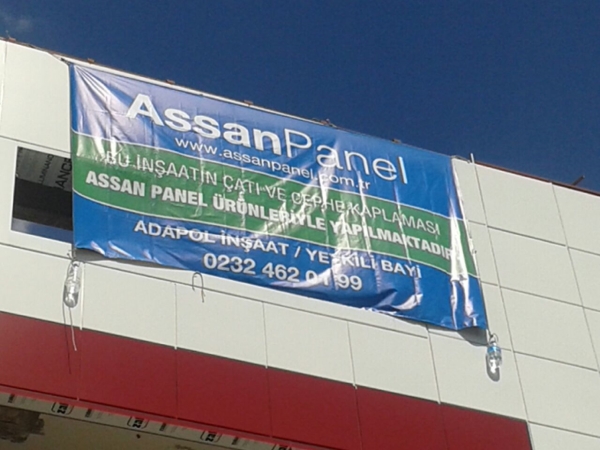 AssanPanel
www.assanpanel.com.tr
BU İNŞAATIN ÇATI VE CEPHE KAPLAMASI
ASSAN PANEL ÜRÜNLERİYLE YAPILMAKTADIR
ADAPOL İNŞAAT / YETKİLİ BAYİ
0232 462 01 99